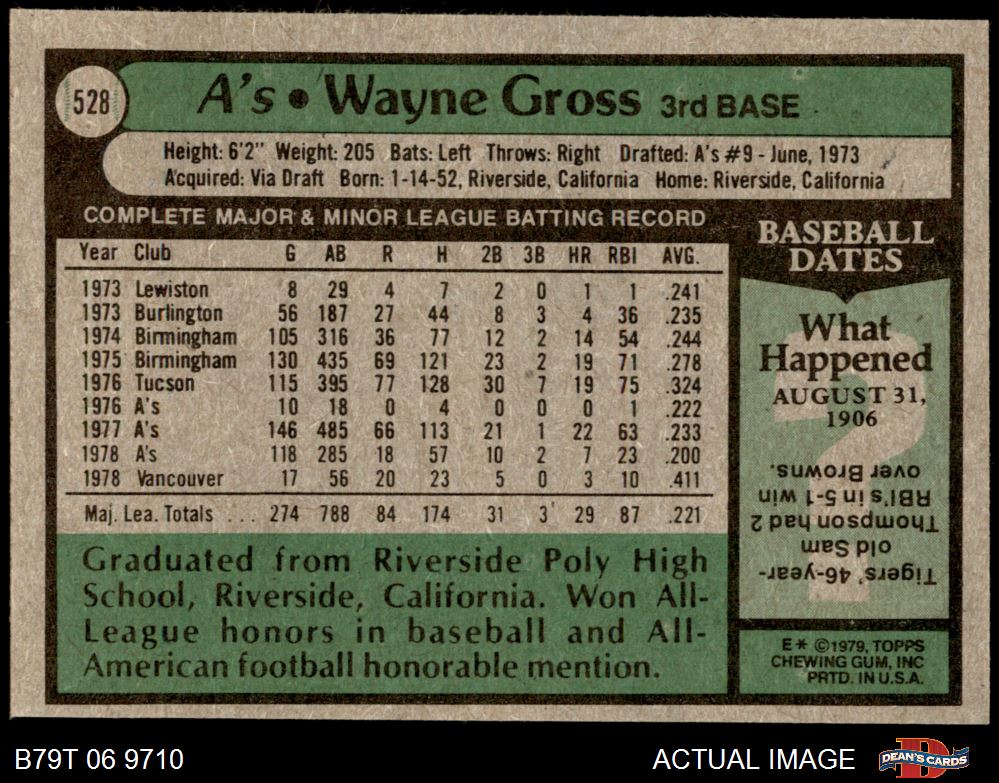 528
A's • Wayne Gross 3rd BASE
Height: 6'2" Weight: 205 Bats: Left Throws: Right Drafted: A's #9 - June, 1973
Acquired: Via Draft Born: 1-14-52, Riverside, California Home: Riverside, California
COMPLETE MAJOR & MINOR LEAGUE BATTING RECORD
Year Club G AB R H 2B 3B HR RBI AVG.
1973 Lewiston 8 29 4 7 2 0 1 1 .241
1973 Burlington 56 187 27 44 8 3 4 36 .235
1974 Birmingham 105 316 36 77 12 2 14 54 .244
1975 Birmingham 130 435 69 121 23 2 19 71 .278
1976 Tucson 115 395 77 128 30 7 19 75 .324
1976 A's 10 18 0 4 0 0 0 1 .222
1977 A's 146 485 66 113 21 1 22 63 .233
1978 A's 118 285 18 57 10 2 7 23 .200
1978 Vancouver 17 56 20 23 5 0 3 10 .411
Maj. Lea. Totals ... 274 788 84 174 31 3 29 87 .221
Graduated from Riverside Poly High
School, Riverside, California. Won All-
League honors in baseball and All-
American football honorable mention.
BASEBALL
DATES
What
Happened
AUGUST 31,
1906
?
Tigers' 46-year-
old Sam
Thompson had 2
RBI's in 5-1 win
over Browns.
E* ©1979, TOPPS
CHEWING GUM, INC
PRTD. IN U.S.A.
B79T 06 9710
ACTUAL IMAGE
D
DEAN'S CARDS